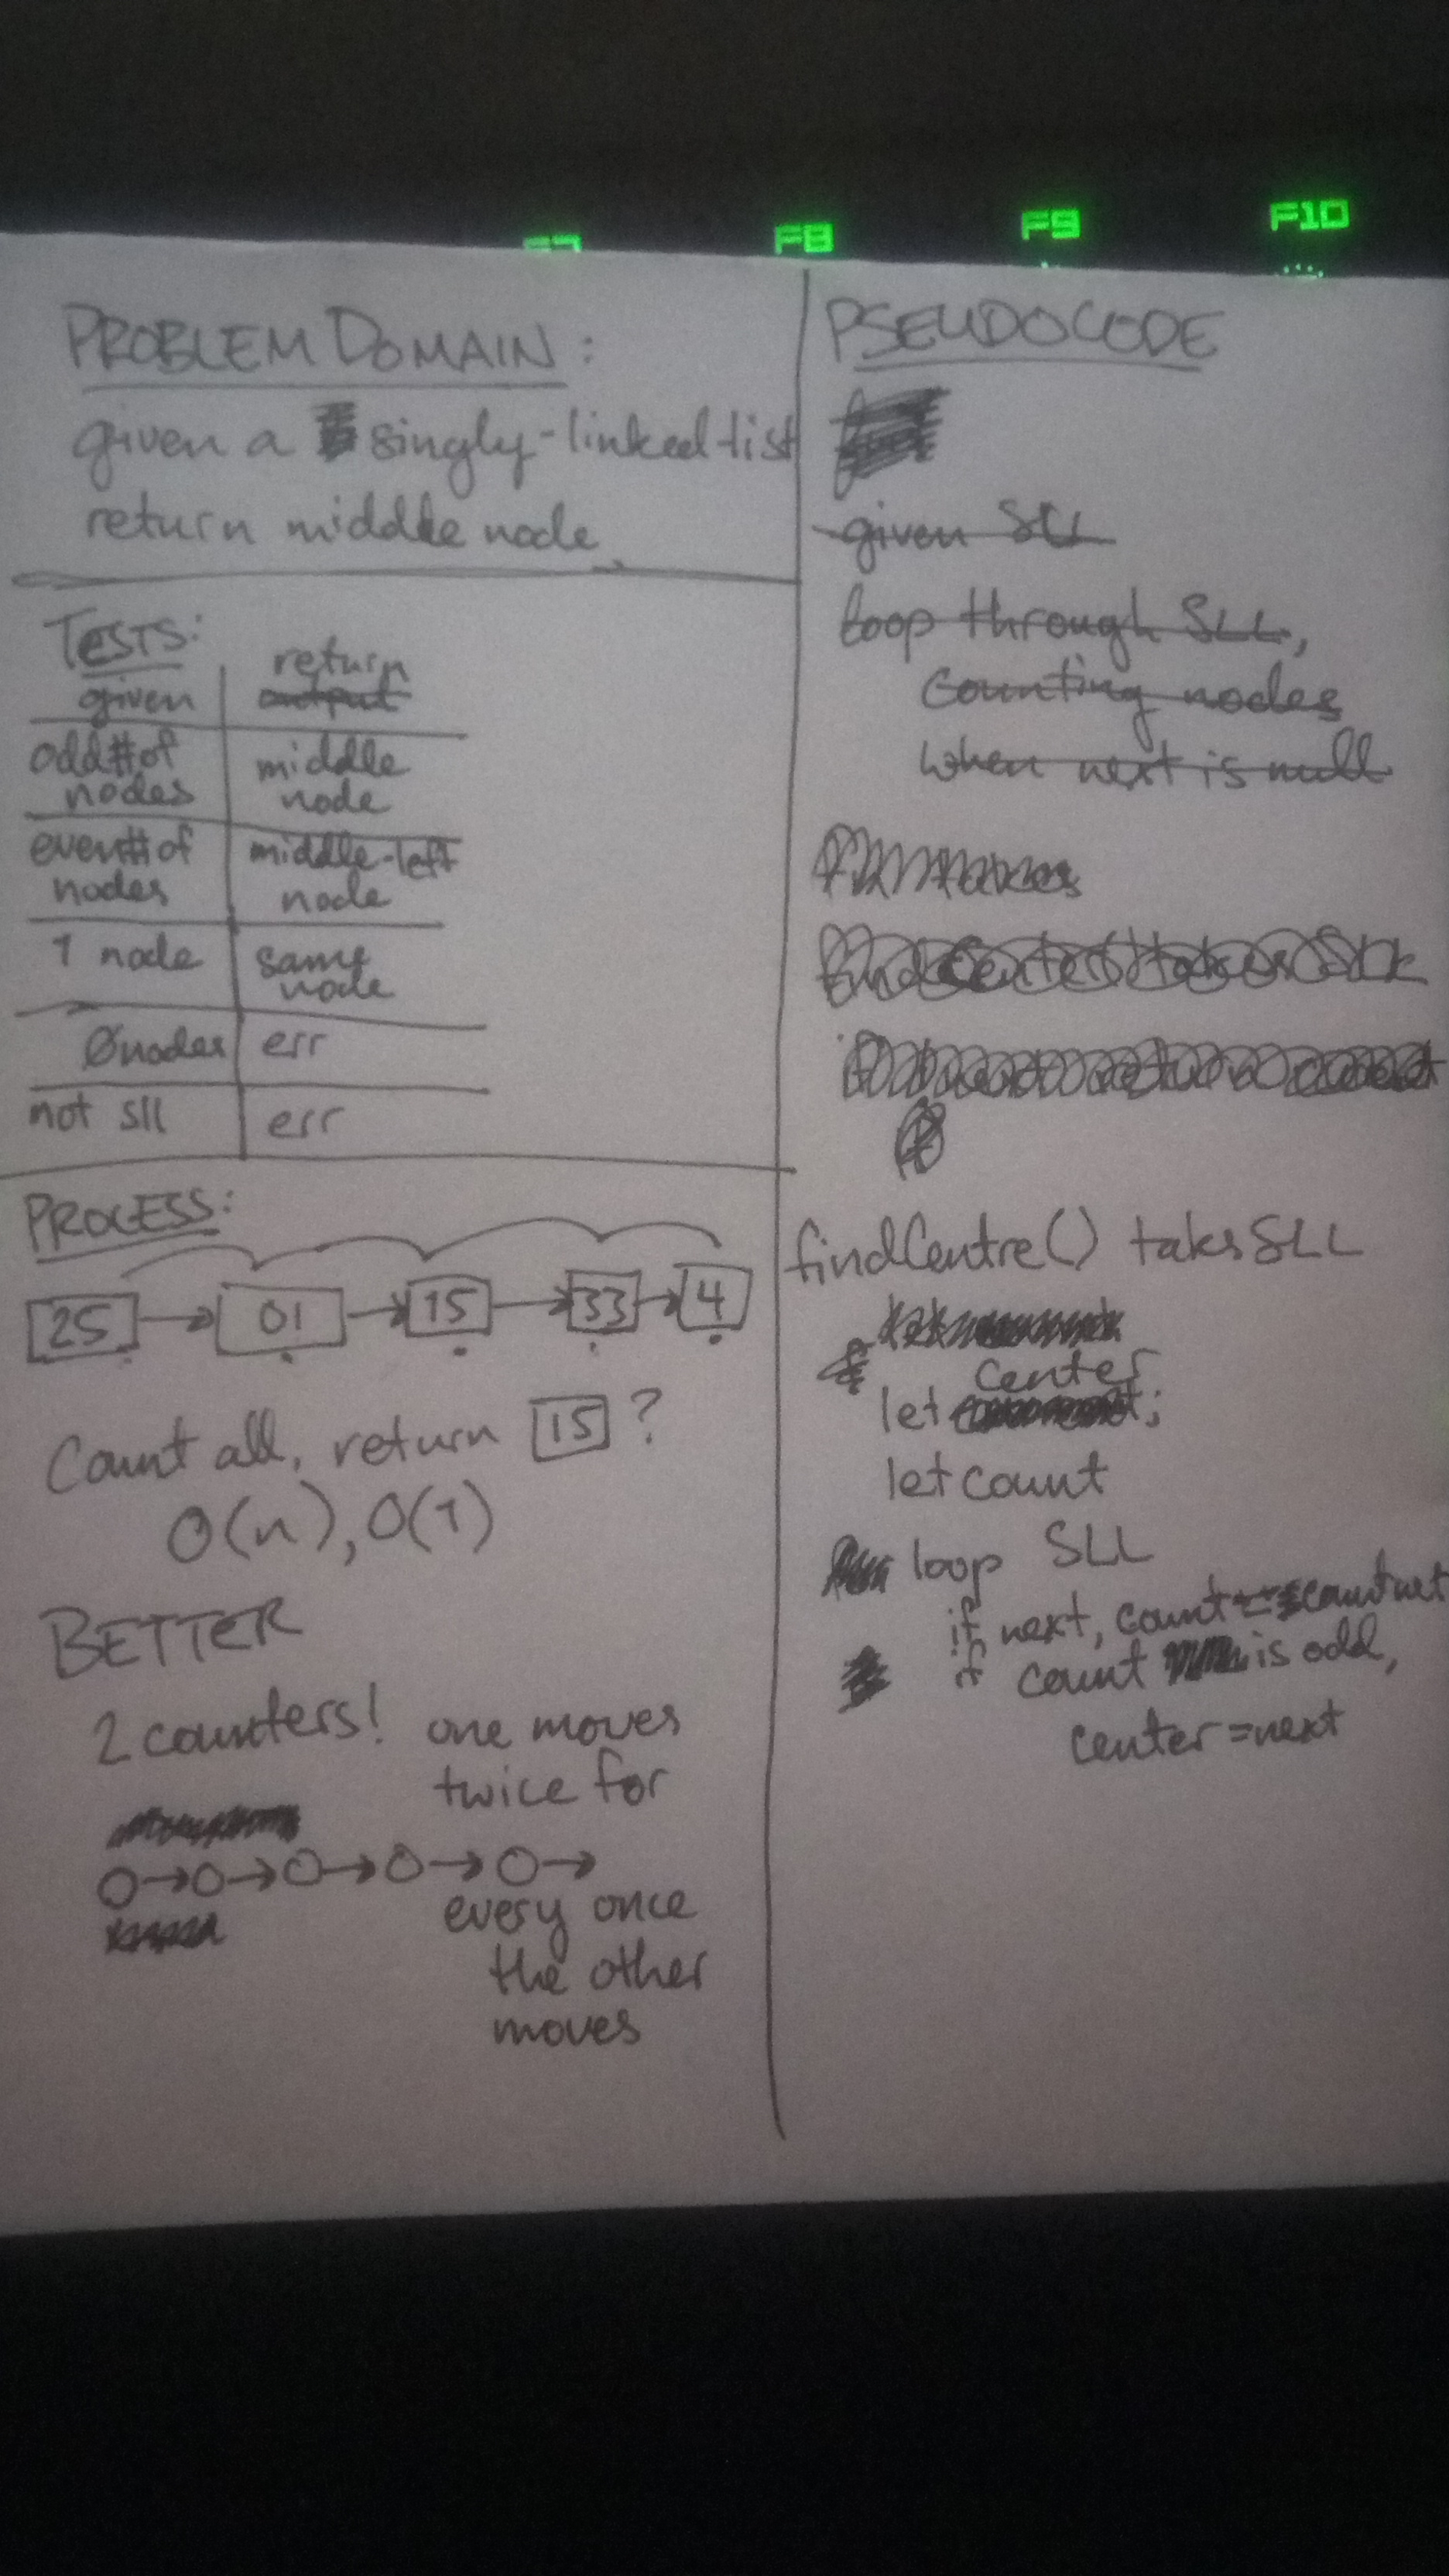 F7
F8
F9
F10
PROBLEM DOMAIN:
given a singly-linked list
return middle node
TESTS:
given
return
output
odd # of nodes
middle node
even # of nodes
middle-left node
1 node
same node
Ø nodes
err
not sll
err
PROCESS:
25 → 01 → 15 → 33 → 4
Count all, return 15?
O(n), O(1)
BETTER
2 counters! one moves
twice for
every once
the other
moves
PSEUDOCODE
given SLL
loop through SLL,
counting nodes
when next is null
findCentre() takes SLL
center
let ;
let count
loop SLL
if next, count
if count is odd,
center = next